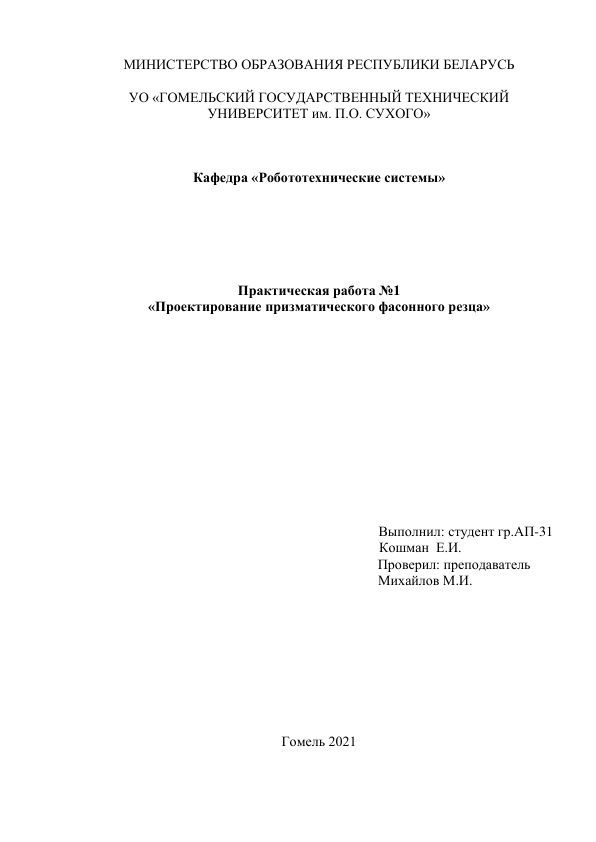 МИНИСТЕРСТВО ОБРАЗОВАНИЯ РЕСПУБЛИКИ БЕЛАРУСЬ
УО «ГОМЕЛЬСКИЙ ГОСУДАРСТВЕННЫЙ ТЕХНИЧЕСКИЙ
УНИВЕРСИТЕТ им. П.О. СУХОГО»
Кафедра «Робототехнические системы»
Практическая работа №1
«Проектирование призматического фасонного резца»
Выполнил: студент гр.АП-31
Кошман Е.И.
Проверил: преподаватель
Михайлов М.И.
Гомель 2021